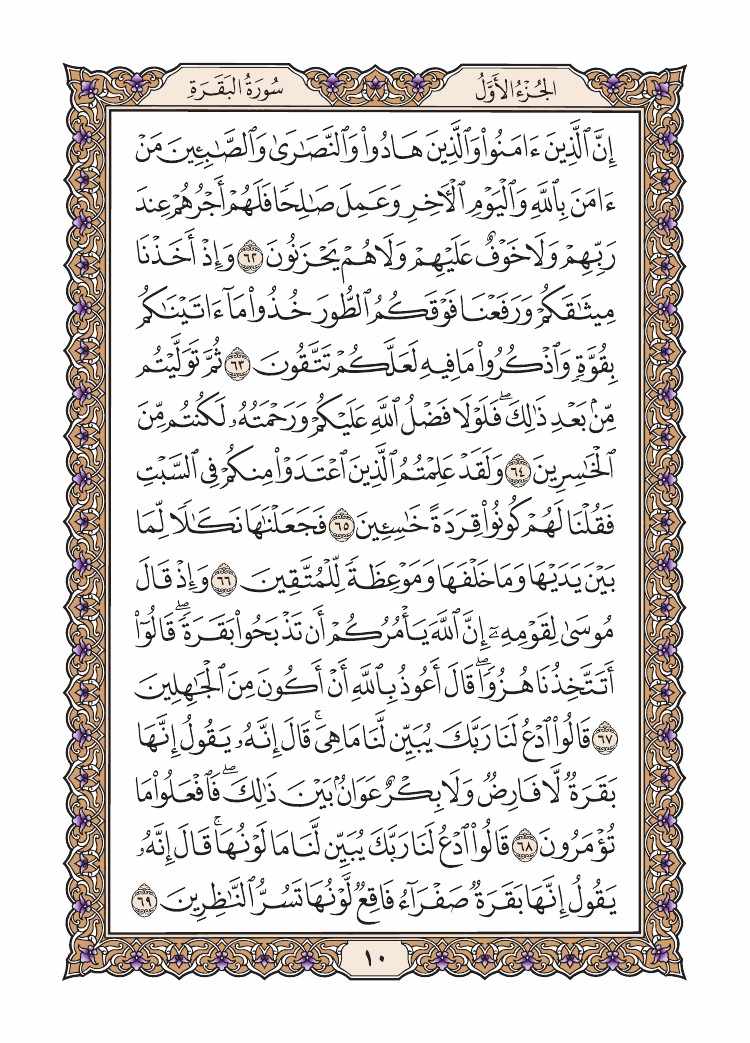 الجُزْءُ الأَوَّلُ
سُورَةُ البَقَرَةِ
إِنَّ ٱلَّذِينَ ءَامَنُوا۟ وَٱلَّذِينَ هَادُوا۟ وَٱلنَّصَـٰرَىٰ وَٱلصَّـٰبِـِٔينَ مَنْ
ءَامَنَ بِٱللَّهِ وَٱلْيَوْمِ ٱلْـَٔاخِرِ وَعَمِلَ صَـٰلِحًا فَلَهُمْ أَجْرُهُمْ عِندَ
رَبِّهِمْ وَلَا خَوْفٌ عَلَيْهِمْ وَلَا هُمْ يَحْزَنُونَ ٦٢ وَإِذْ أَخَذْنَا
مِيثَـٰقَكُمْ وَرَفَعْنَا فَوْقَكُمُ ٱلطُّورَ خُذُوا۟ مَآ ءَاتَيْنَـٰكُم
بِقُوَّةٍ وَٱذْكُرُوا۟ مَا فِيهِ لَعَلَّكُمْ تَتَّقُونَ ٦٣ ثُمَّ تَوَلَّيْتُم
مِّنۢ بَعْدِ ذَٰلِكَ ۖ فَلَوْلَا فَضْلُ ٱللَّهِ عَلَيْكُمْ وَرَحْمَتُهُۥ لَكُنتُم مِّنَ
ٱلْخَـٰسِرِينَ ٦٤ وَلَقَدْ عَلِمْتُمُ ٱلَّذِينَ ٱعْتَدَوْا۟ مِنكُمْ فِى ٱلسَّبْتِ
فَقُلْنَا لَهُمْ كُونُوا۟ قِرَدَةً خَـٰسِـِٔينَ ٦٥ فَجَعَلْنَـٰهَا نَكَـٰلًا لِّمَا
بَيْنَ يَدَيْهَا وَمَا خَلْفَهَا وَمَوْعِظَةً لِّلْمُتَّقِينَ ٦٦ وَإِذْ قَالَ
مُوسَىٰ لِقَوْمِهِۦٓ إِنَّ ٱللَّهَ يَأْمُرُكُمْ أَن تَذْبَحُوا۟ بَقَرَةً ۖ قَالُوٓا۟
أَتَتَّخِذُنَا هُزُوًا ۖ قَالَ أَعُوذُ بِٱللَّهِ أَنْ أَكُونَ مِنَ ٱلْجَـٰهِلِينَ
٦٧ قَالُوا۟ ٱدْعُ لَنَا رَبَّكَ يُبَيِّن لَّنَا مَا هِىَ ۚ قَالَ إِنَّهُۥ يَقُولُ إِنَّهَا
بَقَرَةٌ لَّا فَارِضٌ وَلَا بِكْرٌ عَوَانٌۢ بَيْنَ ذَٰلِكَ ۖ فَٱفْعَلُوا۟ مَا
تُؤْمَرُونَ ٦٨ قَالُوا۟ ٱدْعُ لَنَا رَبَّكَ يُبَيِّن لَّنَا مَا لَوْنُهَا ۚ قَالَ إِنَّهُۥ
يَقُولُ إِنَّهَا بَقَرَةٌ صَفْرَآءُ فَاقِعٌ لَّوْنُهَا تَسُرُّ ٱلنَّـٰظِرِينَ ٦٩
١٠